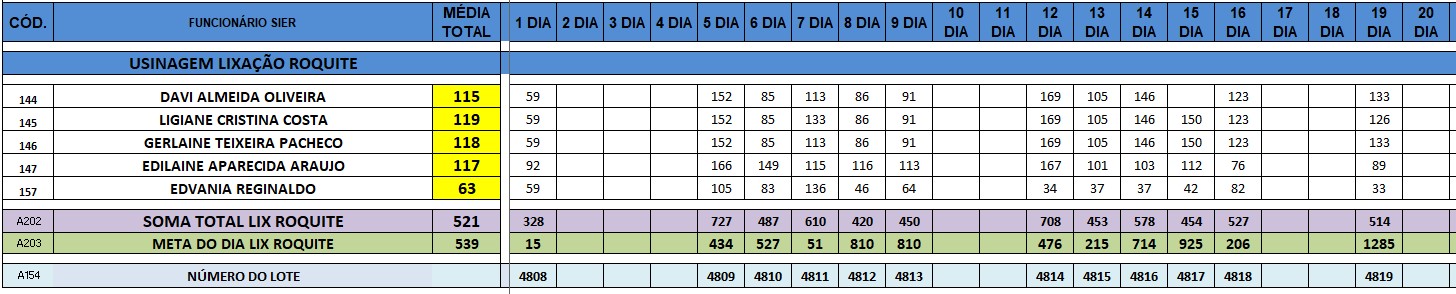 CÓD. FUNCIONÁRIO SIER MÉDIA TOTAL 1 DIA 2 DIA 3 DIA 4 DIA 5 DIA 6 DIA 7 DIA 8 DIA 9 DIA 10 DIA 11 DIA 12 DIA 13 DIA 14 DIA 15 DIA 16 DIA 17 DIA 18 DIA 19 DIA 20 DIA
USINAGEM LIXAÇÃO ROQUITE
144 DAVI ALMEIDA OLIVEIRA 115 59 152 85 113 86 91 169 105 146 123 133
145 LIGIANE CRISTINA COSTA 119 59 152 85 133 86 91 169 105 146 150 123 126
146 GERLAINE TEIXEIRA PACHECO 118 59 152 85 113 86 91 169 105 146 150 123 133
147 EDILAINE APARECIDA ARAUJO 117 92 166 149 115 116 113 167 101 103 112 76 89
157 EDVANIA REGINALDO 63 59 105 83 136 46 64 34 37 37 42 82 33
A202 SOMA TOTAL LIX ROQUITE 521 328 727 487 610 420 450 708 453 578 454 527 514
A203 META DO DIA LIX ROQUITE 539 15 434 527 51 810 810 476 215 714 925 206 1285
A154 NÚMERO DO LOTE 4808 4809 4810 4811 4812 4813 4814 4815 4816 4817 4818 4819